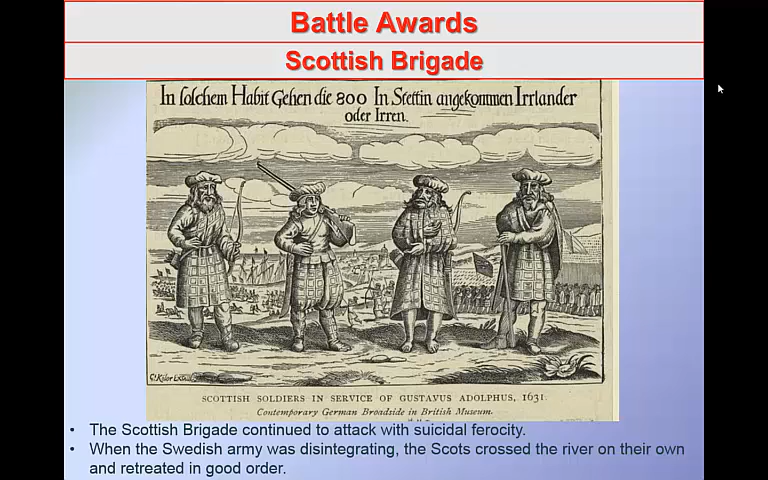 Battle Awards
Scottish Brigade
In solchem Habit Gehen die 800 In Stettin angekommen Irrlander
oder Irren.
SCOTTISH SOLDIERS IN SERVICE OF GUSTAVUS ADOLPHUS, 1631.
Contemporary German Broadside in British Museum.
• The Scottish Brigade continued to attack with suicidal ferocity.
• When the Swedish army was disintegrating, the Scots crossed the river on their own
and retreated in good order.